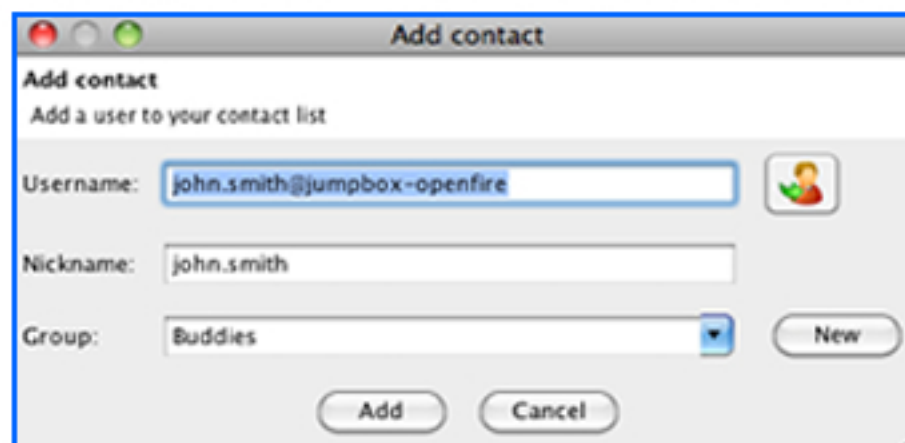 Add contact
Add contact
Add a user to your contact list
Username: john.smith@jumpbox-openfire
Nickname: john.smith
Group: Buddies New
Add Cancel